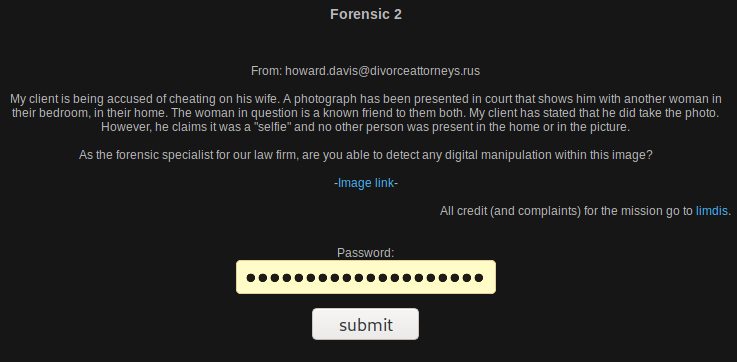 Forensic 2
From: howard.davis@divorceattorneys.rus
My client is being accused of cheating on his wife. A photograph has been presented in court that shows him with another woman in
their bedroom, in their home. The woman in question is a known friend to them both. My client has stated that he did take the photo.
However, he claims it was a "selfie" and no other person was present in the home or in the picture.
As the forensic specialist for our law firm, are you able to detect any digital manipulation within this image?
-Image link-
All credit (and complaints) for the mission go to limdis.
Password:
••••••••••••••••••••
submit